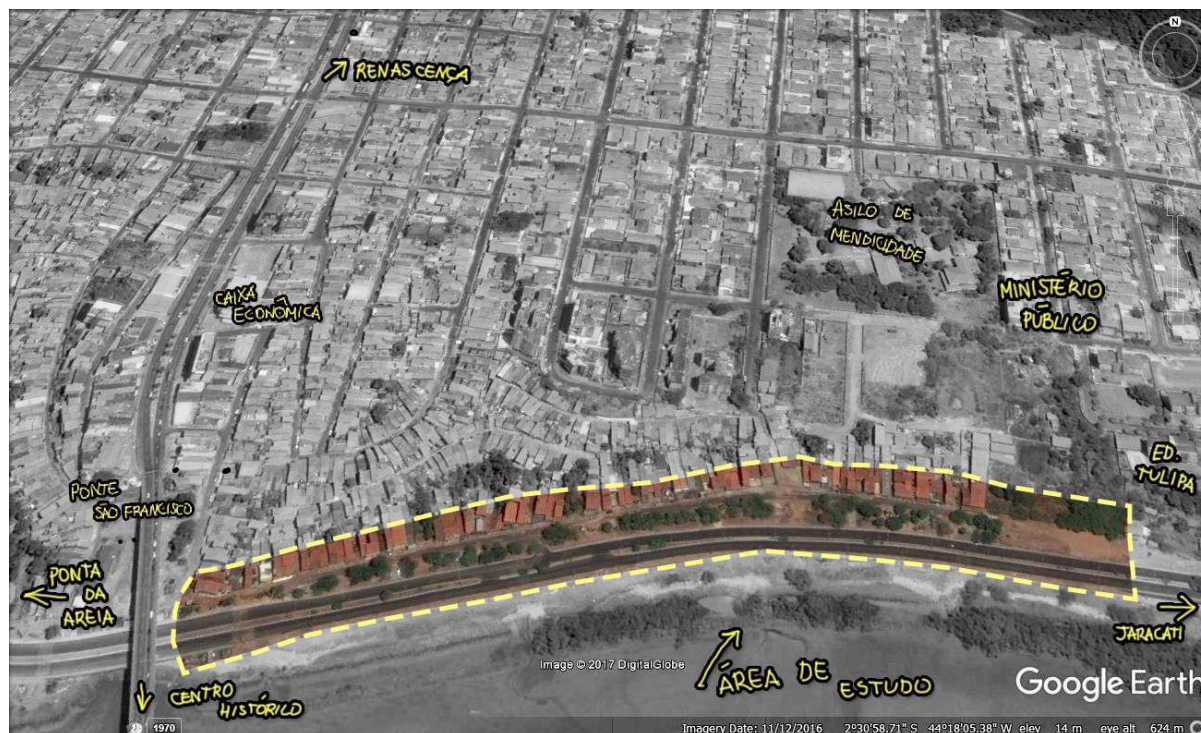 N
RENASCENÇA
ASILO DE
MENDICIDADE
MINISTÉRIO
PÚBLICO
CAIXA
ECONÔMICA
ED.
TULIPA
PONTE
SÃO FRANCISCO
PONTA
DA
AREIA
JARACATI
Image © 2017 DigitalGlobe
ÁREA DE
ESTUDO
Google Earth
CENTRO
HISTÓRICO
1970
Imagery Date: 11/12/2016 2°30'58.71" S 44°18'05.38" W elev 14 m eye alt 624 m